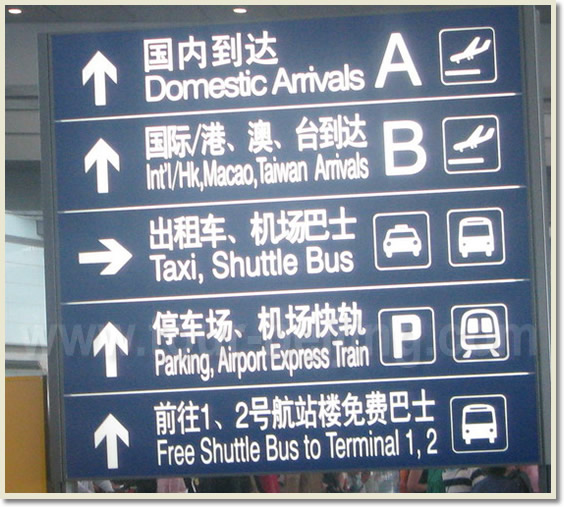 国内到达
Domestic Arrivals
A
国际/港、澳、台到达
Int'l/Hk,Macao,Taiwan Arrivals
B
出租车、机场巴士
Taxi, Shuttle Bus
停车场、机场快轨
Parking, Airport Express Train
P
前往1、2号航站楼免费巴士
Free Shuttle Bus to Terminal 1, 2